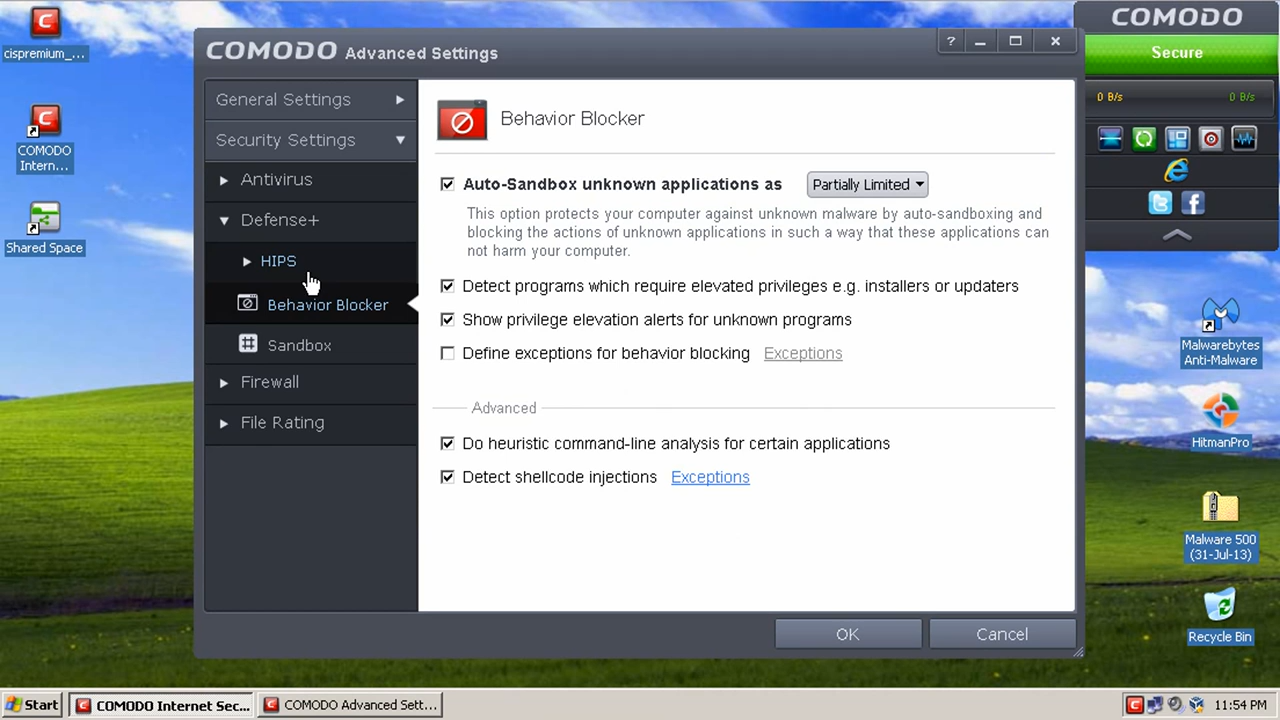 cispremium_...
COMODO
Intern...
Shared Space
COMODO Advanced Settings
?
General Settings
Security Settings
Antivirus
Defense+
HIPS
Behavior Blocker
Sandbox
Firewall
File Rating
Behavior Blocker
Auto-Sandbox unknown applications as Partially Limited
This option protects your computer against unknown malware by auto-sandboxing and
blocking the actions of unknown applications in such a way that these applications can
not harm your computer.
Detect programs which require elevated privileges e.g. installers or updaters
Show privilege elevation alerts for unknown programs
Define exceptions for behavior blocking Exceptions
Advanced
Do heuristic command-line analysis for certain applications
Detect shellcode injections Exceptions
OK Cancel
COMODO
Secure
0 B/s 0 B/s
Malwarebytes
Anti-Malware
HitmanPro
Malware 500
(31-Jul-13)
Recycle Bin
Start COMODO Internet Sec... COMODO Advanced Sett... 11:54 PM